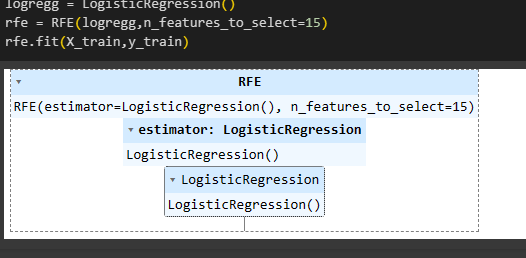 logregg = LogisticRegression()
rfe = RFE(logregg,n_features_to_select=15)
rfe.fit(X_train,y_train)
RFE
RFE(estimator=LogisticRegression(), n_features_to_select=15)
estimator: LogisticRegression
LogisticRegression()
LogisticRegression
LogisticRegression()